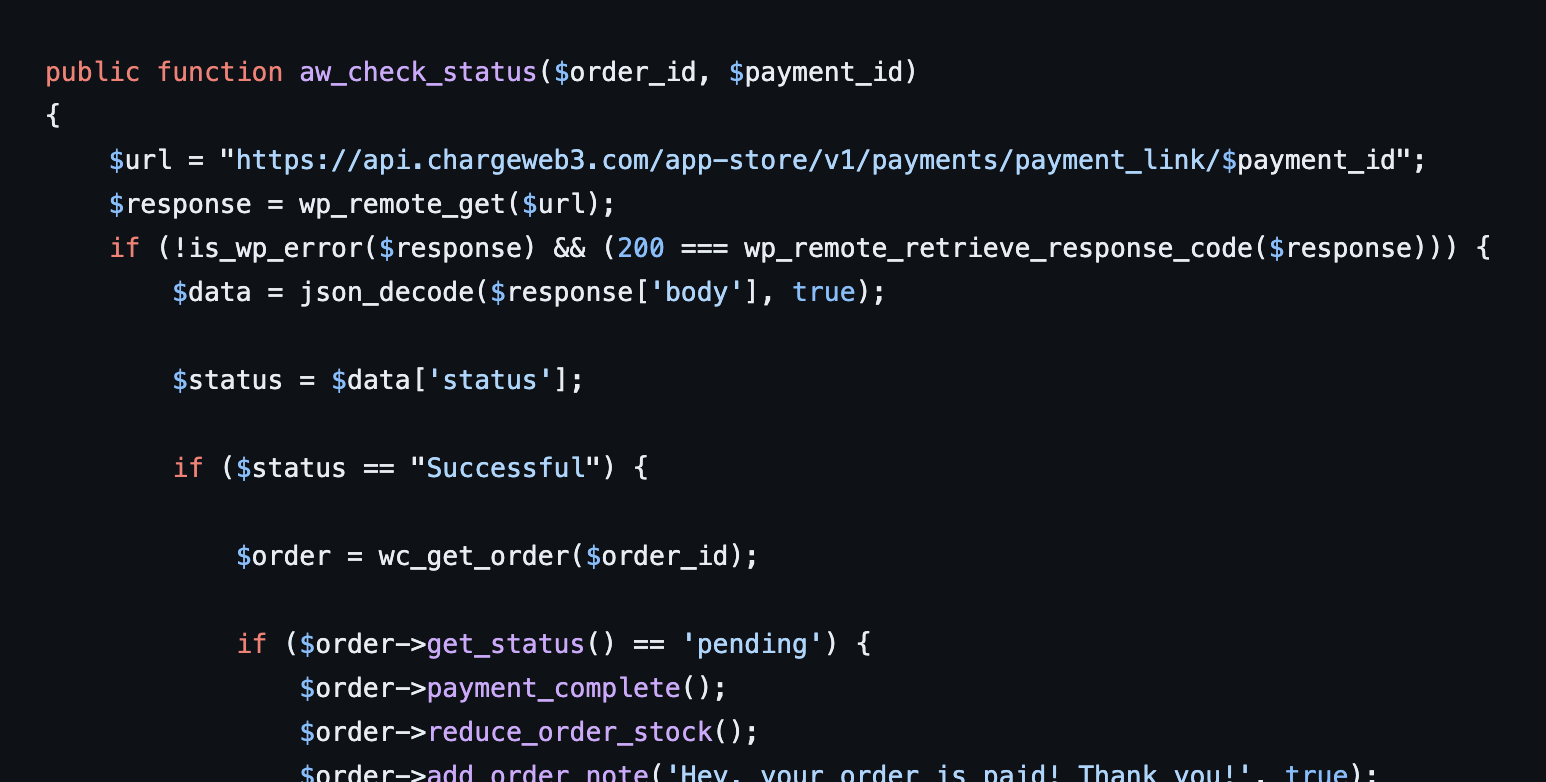 public function aw_check_status($order_id, $payment_id)
{
$url = "https://api.chargeweb3.com/app-store/v1/payments/payment_link/$payment_id";
$response = wp_remote_get($url);
if (!is_wp_error($response) && (200 === wp_remote_retrieve_response_code($response))) {
$data = json_decode($response['body'], true);
$status = $data['status'];
if ($status == "Successful") {
$order = wc_get_order($order_id);
if ($order->get_status() == 'pending') {
$order->payment_complete();
$order->reduce_order_stock();
$order->add_order_note('Hey, your order is paid! Thank you!', true);